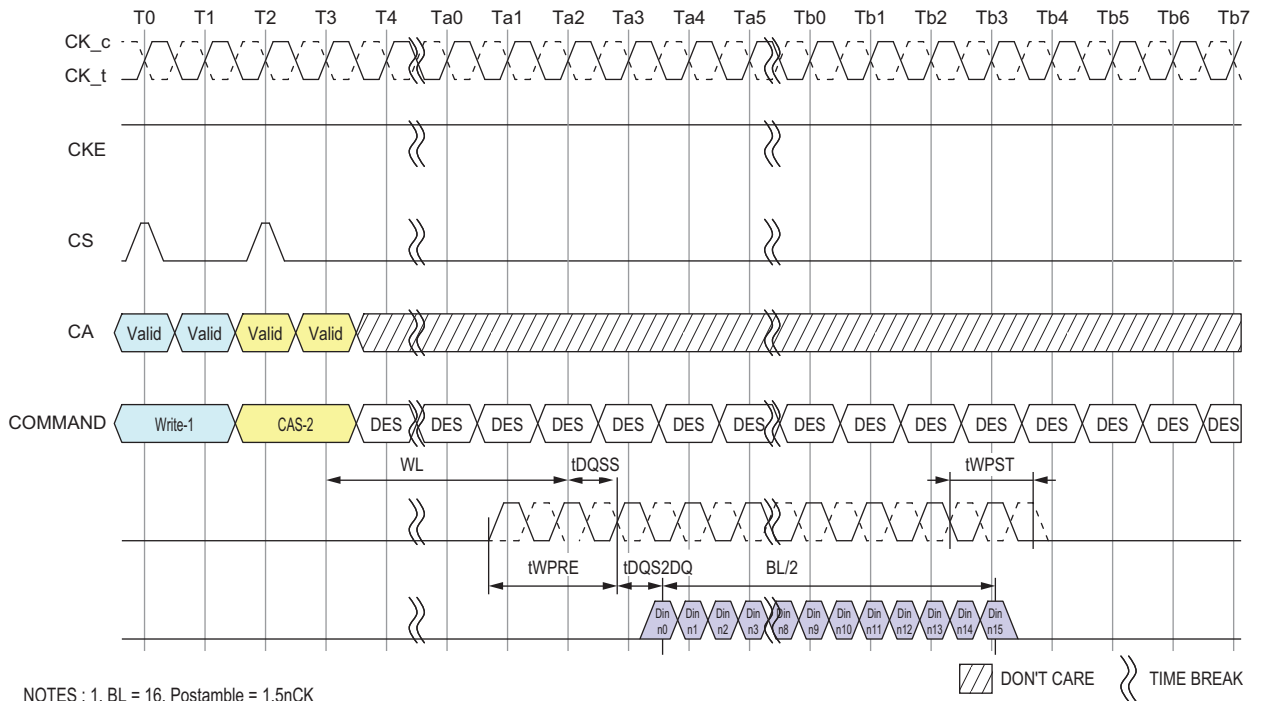 T0 T1 T2 T3 T4 Ta0 Ta1 Ta2 Ta3 Ta4 Ta5 Tb0 Tb1 Tb2 Tb3 Tb4 Tb5 Tb6 Tb7
CK_c
CK_t
CKE
CS
CA Valid Valid Valid Valid
COMMAND Write-1 CAS-2 DES DES DES DES DES DES DES DES DES DES DES DES DES DES DES
WL tDQSS tWPST
tWPRE tDQS2DQ BL/2
Din n0 Din n1 Din n2 Din n3 Din n8 Din n9 Din n10 Din n11 Din n12 Din n13 Din n14 Din n15
DON'T CARE TIME BREAK
NOTES : 1. BL = 16, Postamble = 1.5nCK